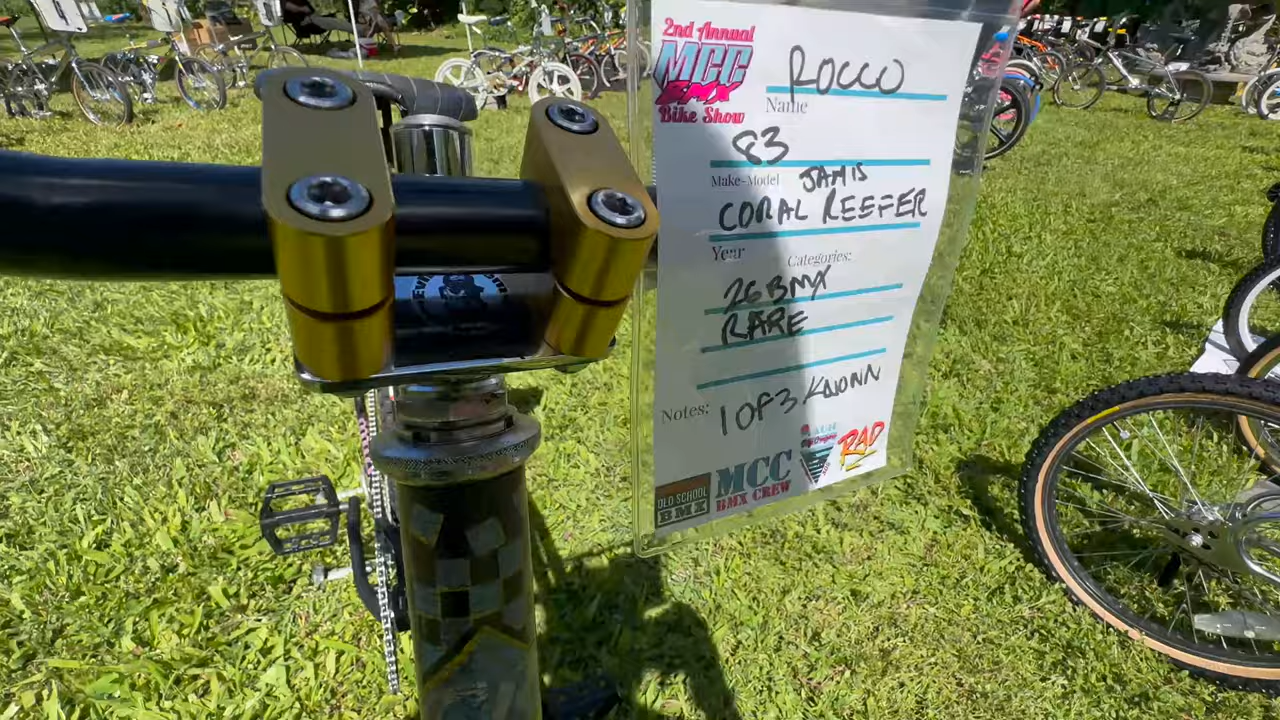 2nd Annual
MCC
BMX
Bike Show
ROCCO
Name
83
Make-Model JAMIS
CORAL REEFER
Year Categories:
26 BMX
RARE
Notes: 1 OF 3 KNOWN
RAD
OLD SCHOOL
BMX
MCC
BMX CREW